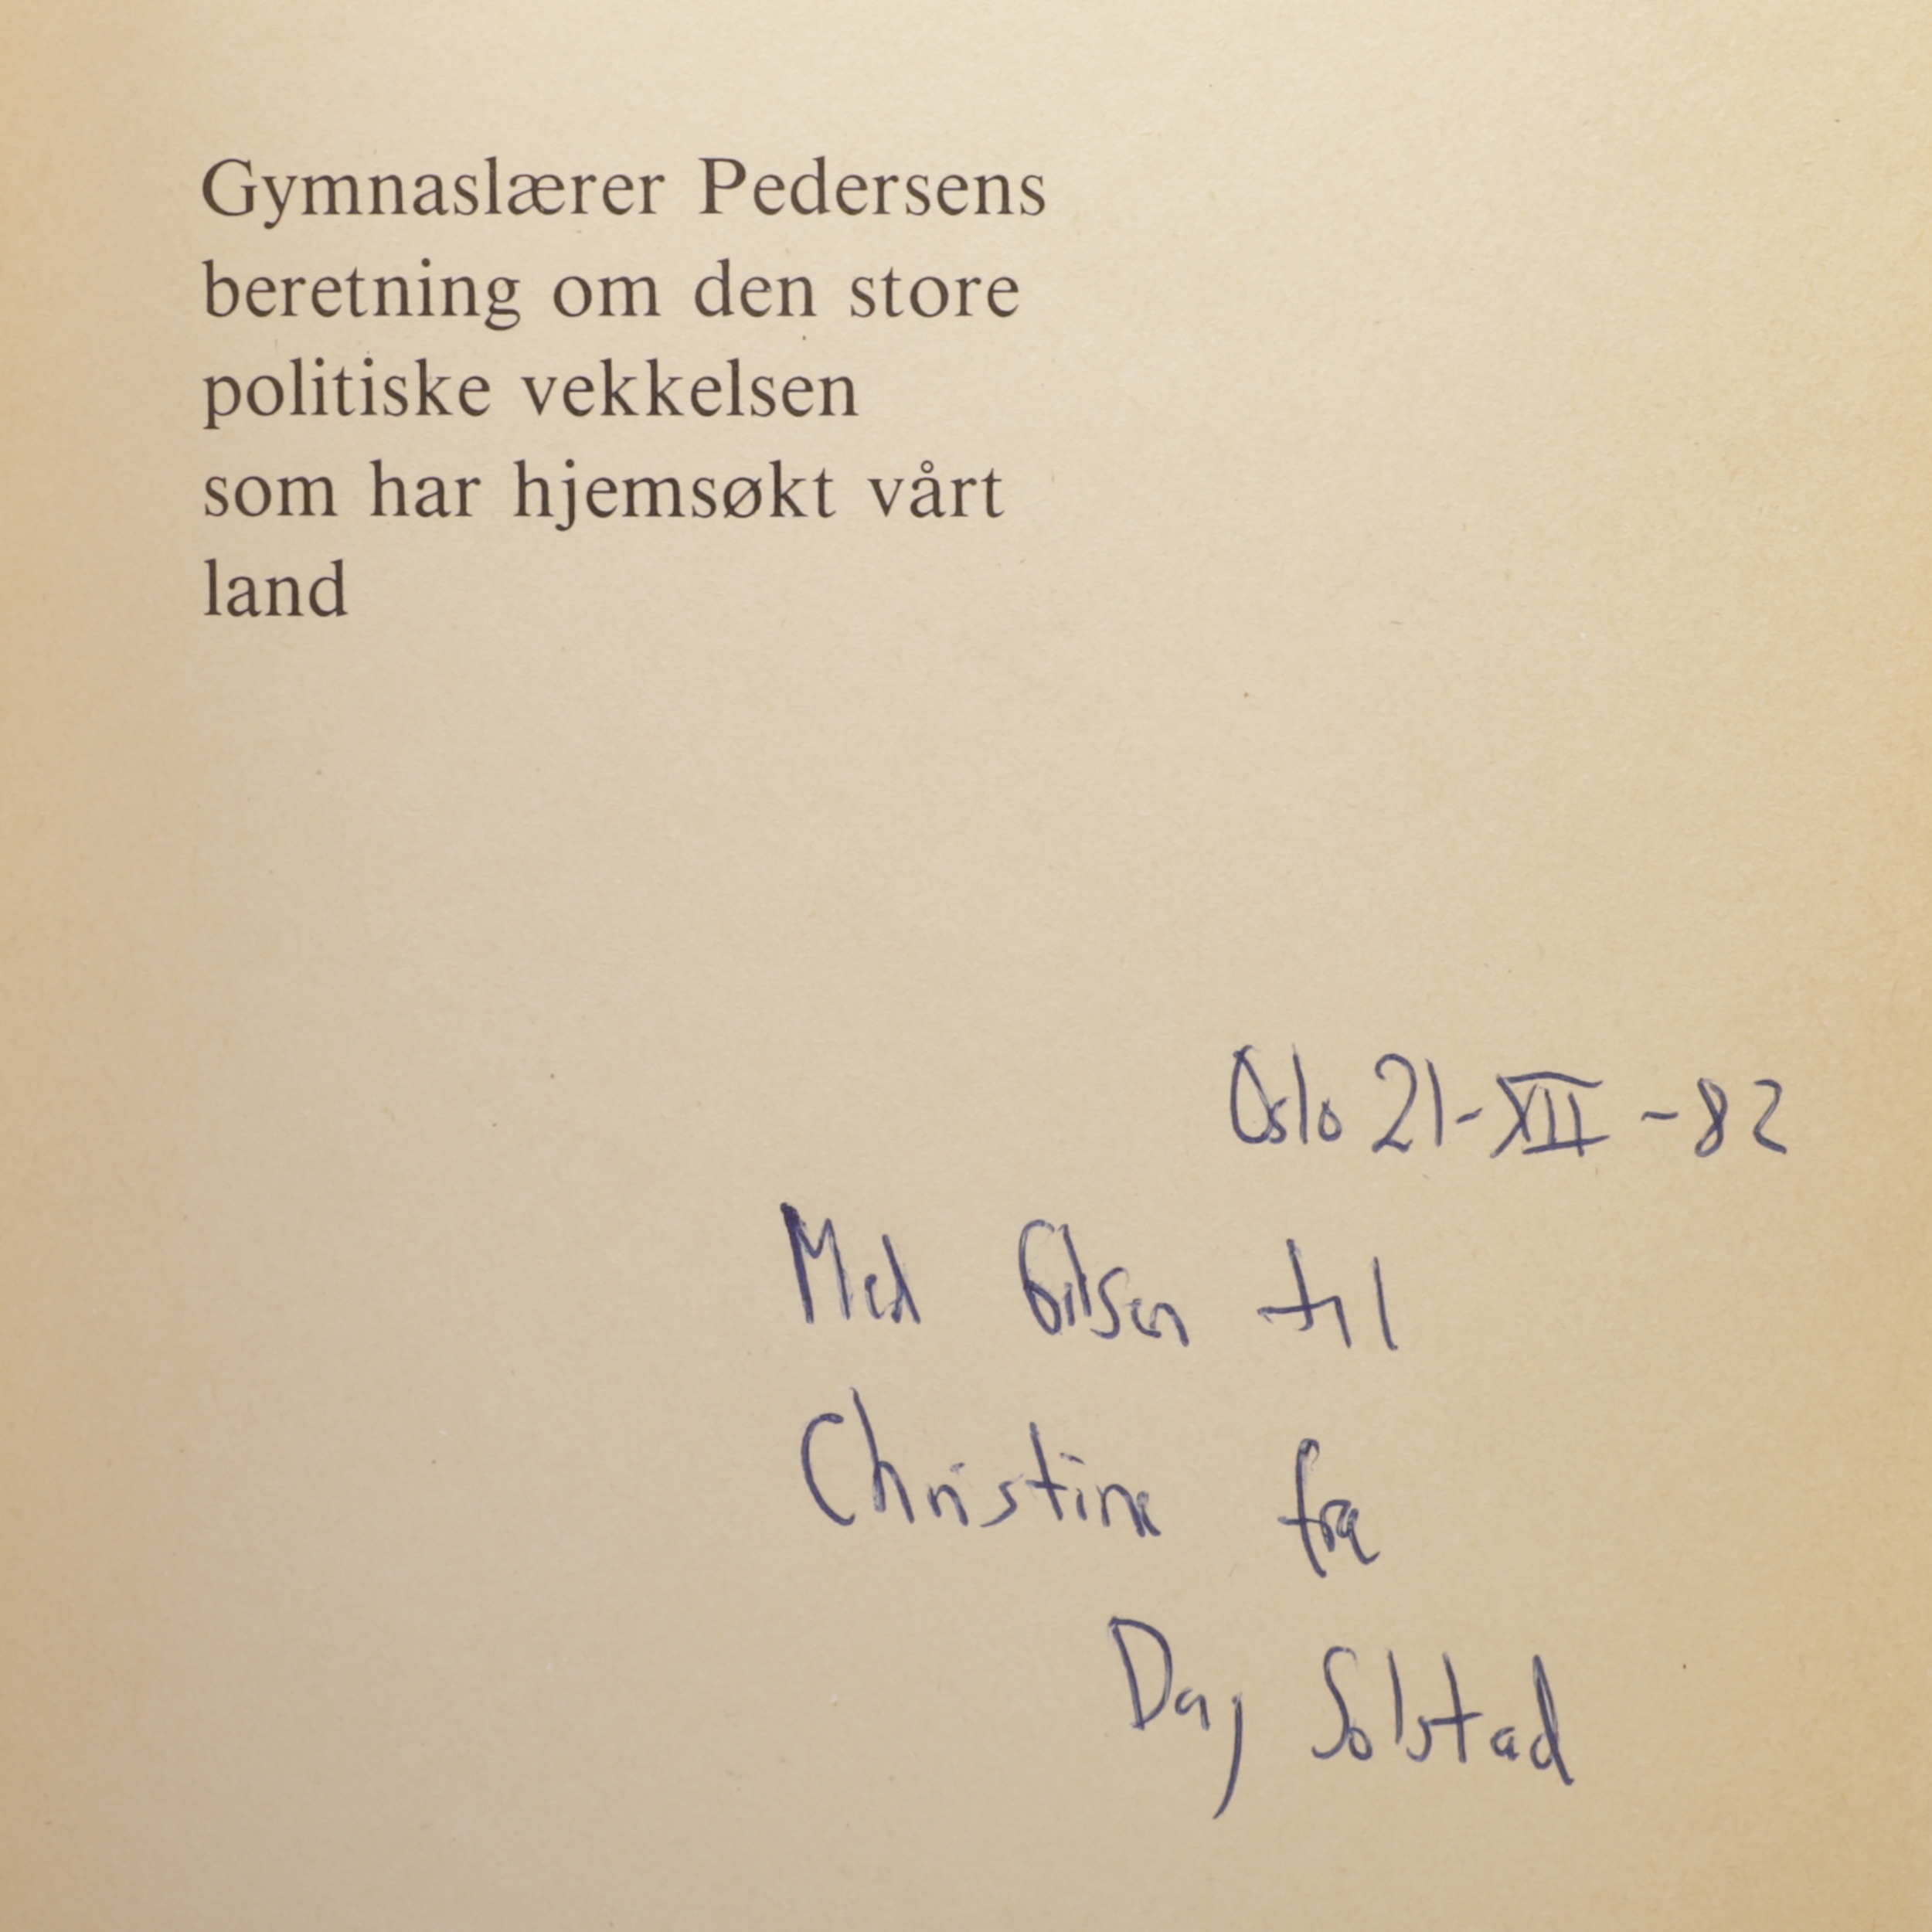 Gymnaslærer Pedersens
beretning om den store
politiske vekkelsen
som har hjemsøkt vårt
land
Oslo 21-XII-82
Med hilsen til
Christine fra
Dag Solstad